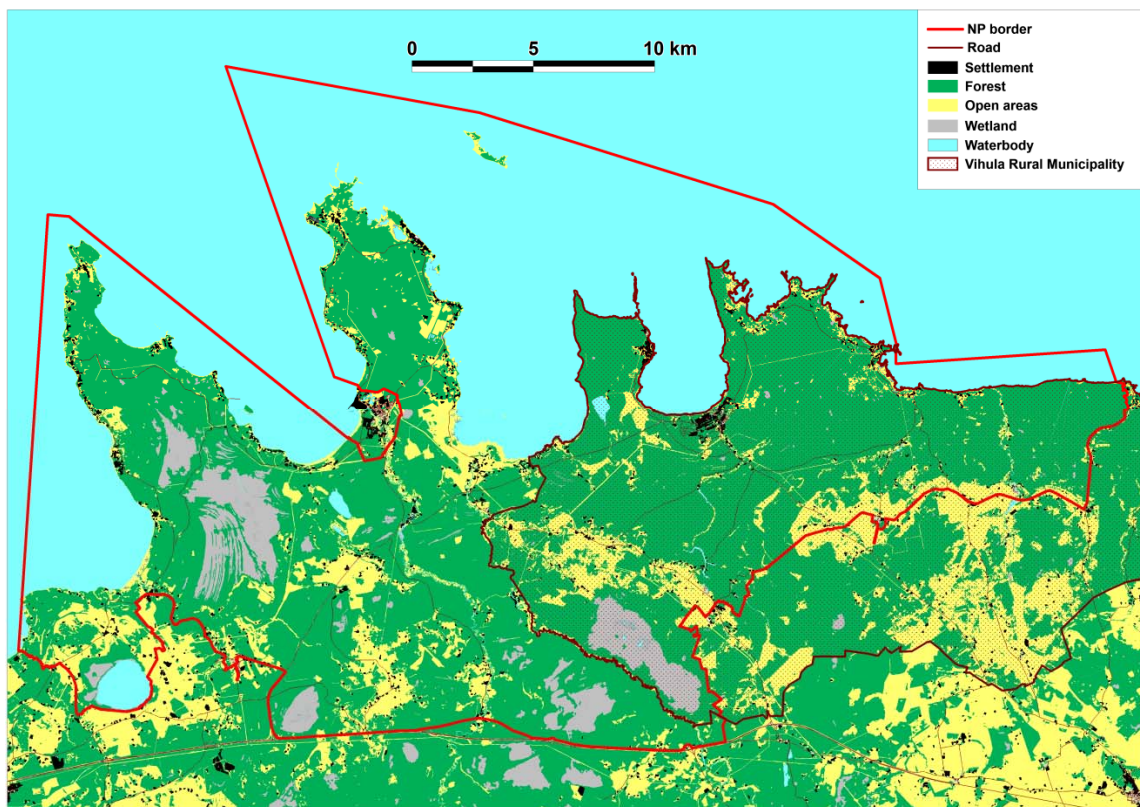 0 5 10 km
NP border
Road
Settlement
Forest
Open areas
Wetland
Waterbody
Vihula Rural Municipality